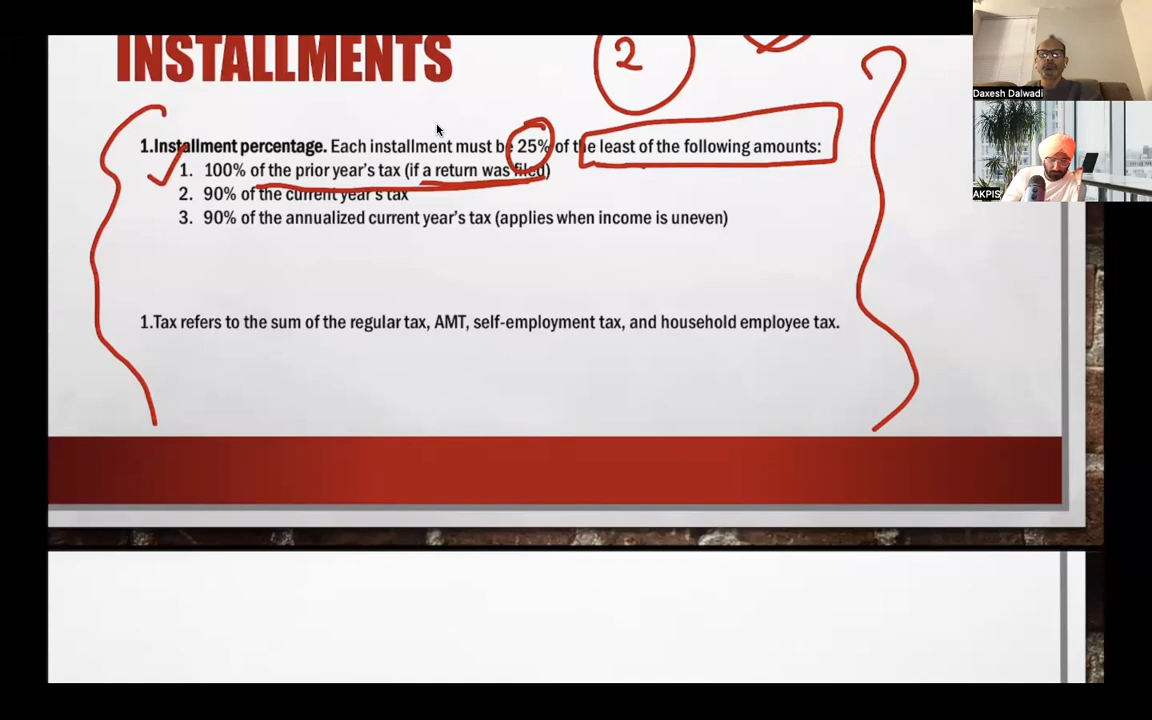 INSTALLMENTS
2
1.Installment percentage. Each installment must be 25% of the least of the following amounts:
1. 100% of the prior year's tax (if a return was filed)
2. 90% of the current year's tax
3. 90% of the annualized current year's tax (applies when income is uneven)
1.Tax refers to the sum of the regular tax, AMT, self-employment tax, and household employee tax.
Daxesh Dalwadi
AKPIS